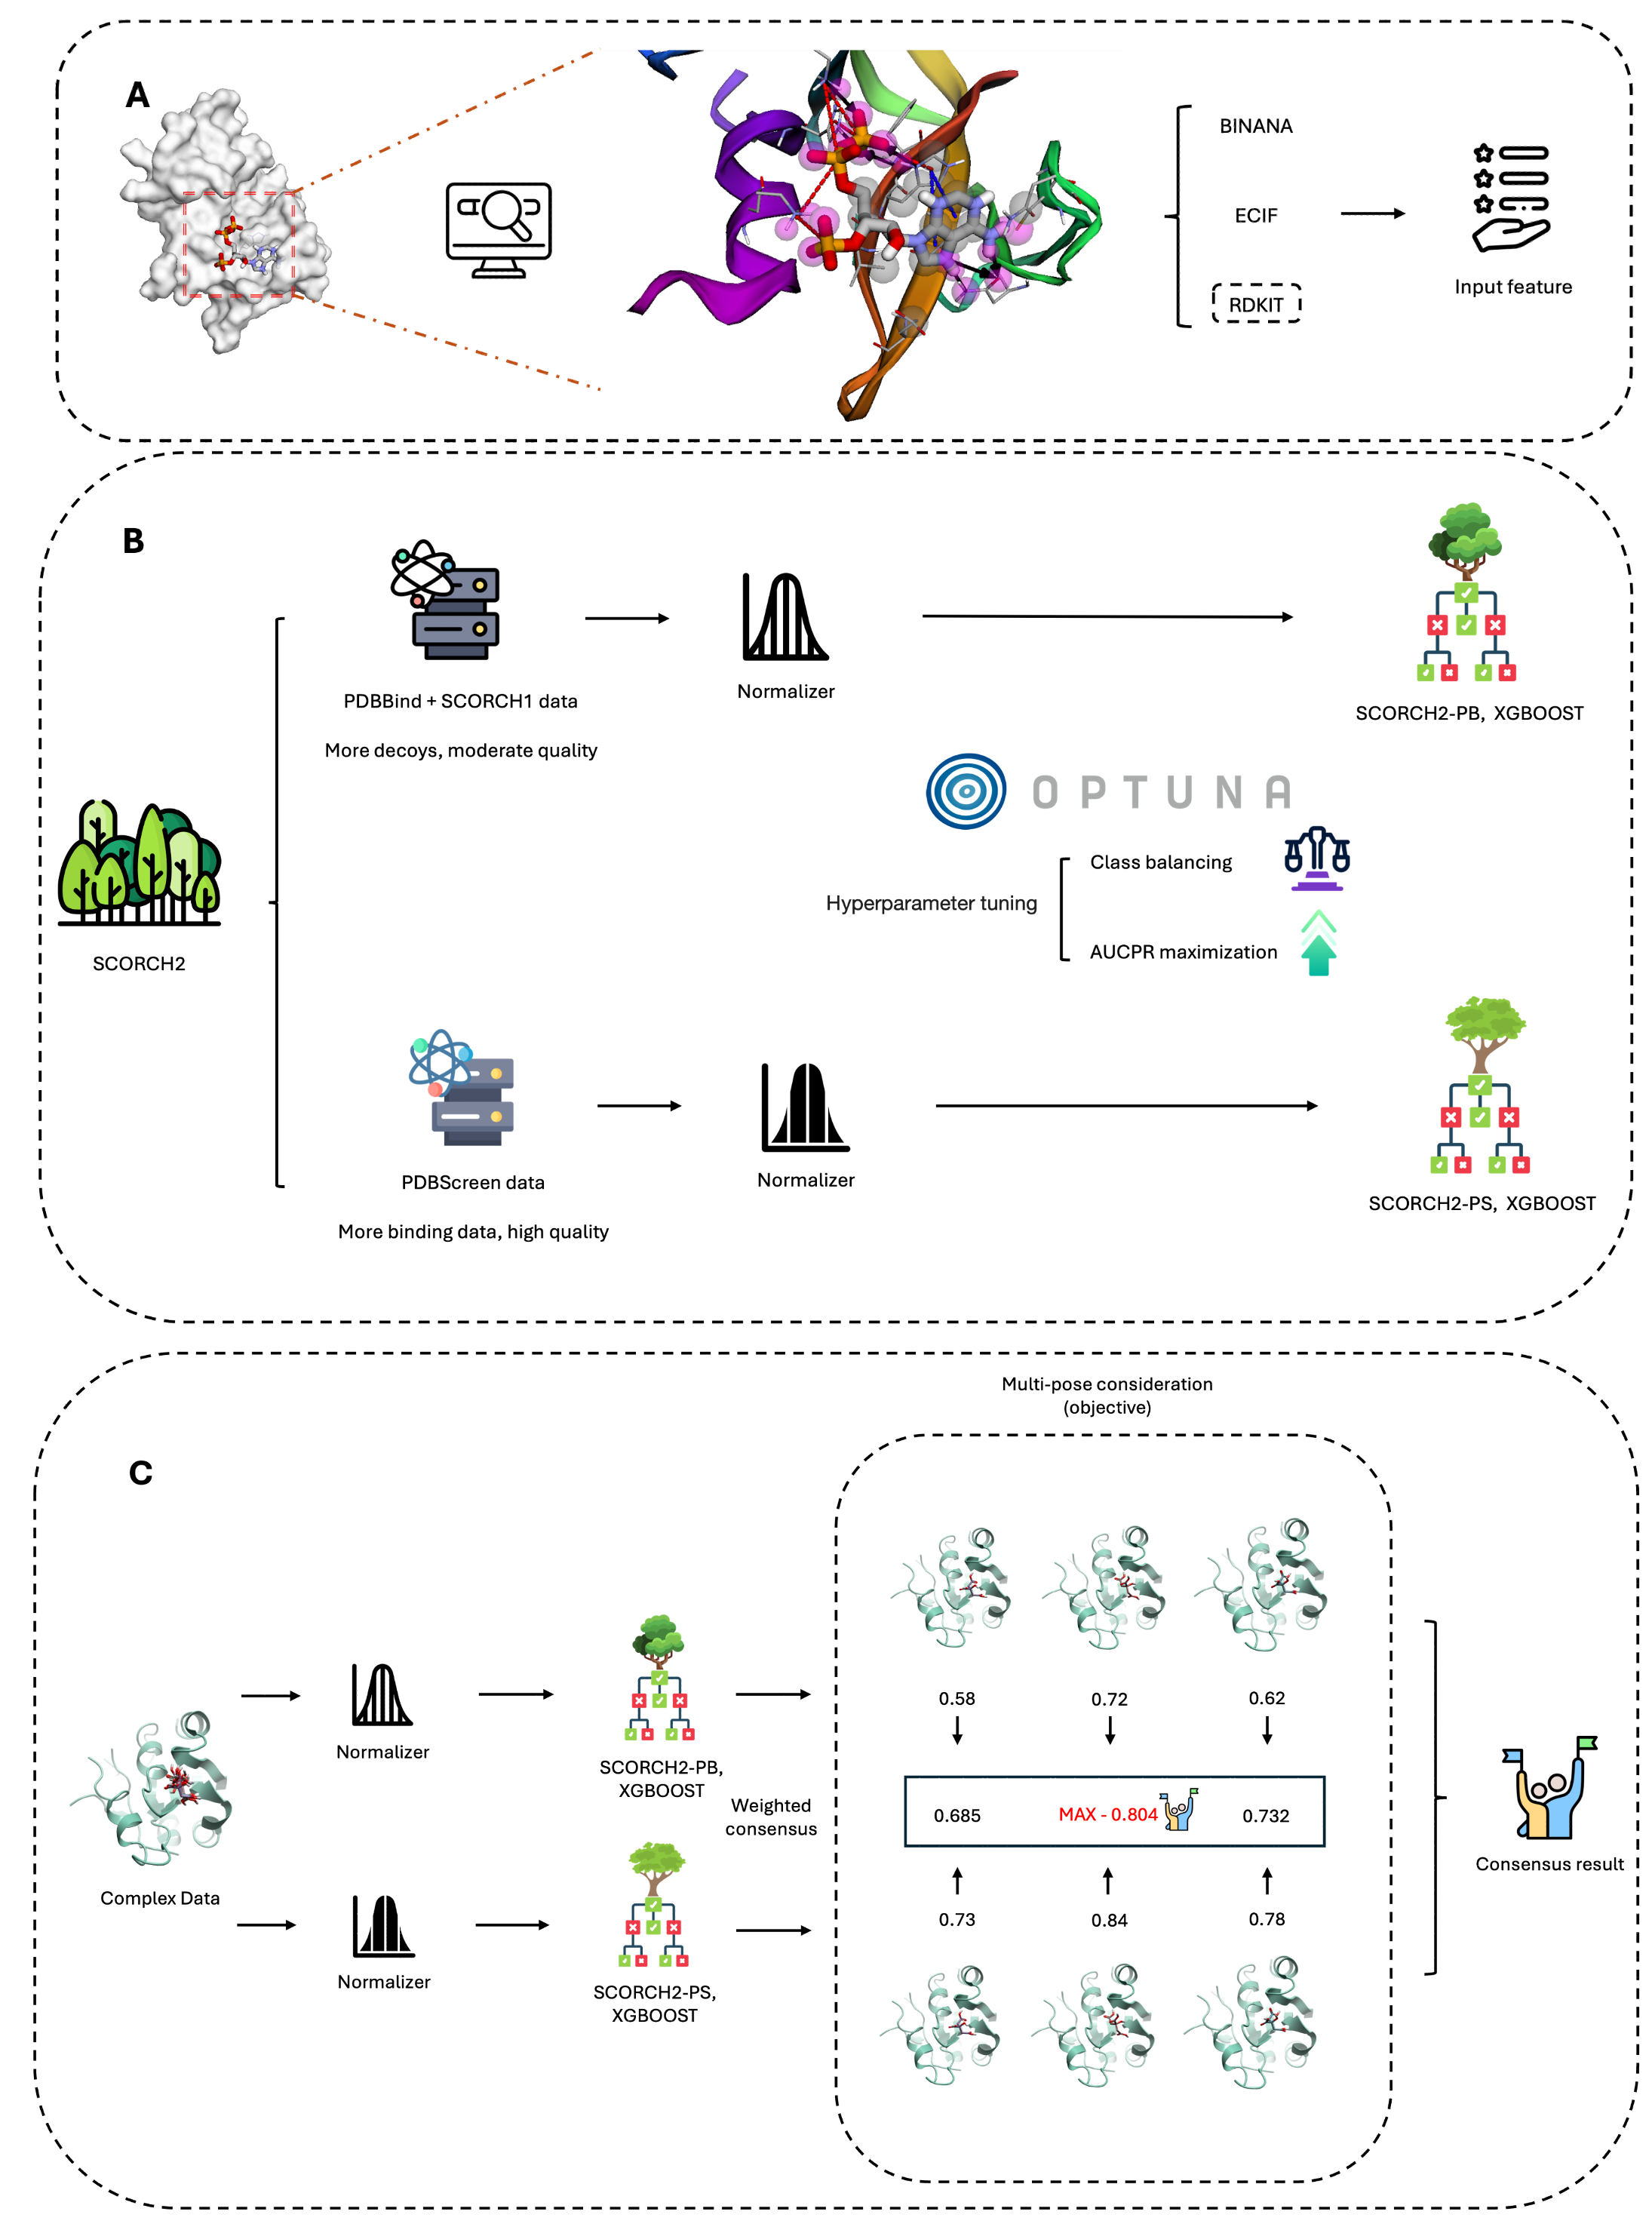 A
BINANA
ECIF
RDKIT
Input feature
B
PDBBind + SCORCH1 data
More decoys, moderate quality
Normalizer
SCORCH2-PB, XGBOOST
OPTUNA
Class balancing
Hyperparameter tuning
AUCPR maximization
SCORCH2
PDBScreen data
More binding data, high quality
Normalizer
SCORCH2-PS, XGBOOST
C
Multi-pose consideration
(objective)
0.58 0.72 0.62
Normalizer
SCORCH2-PB,
XGBOOST
Weighted
consensus
0.685 MAX - 0.804 0.732
Consensus result
Complex Data
0.73 0.84 0.78
Normalizer
SCORCH2-PS,
XGBOOST